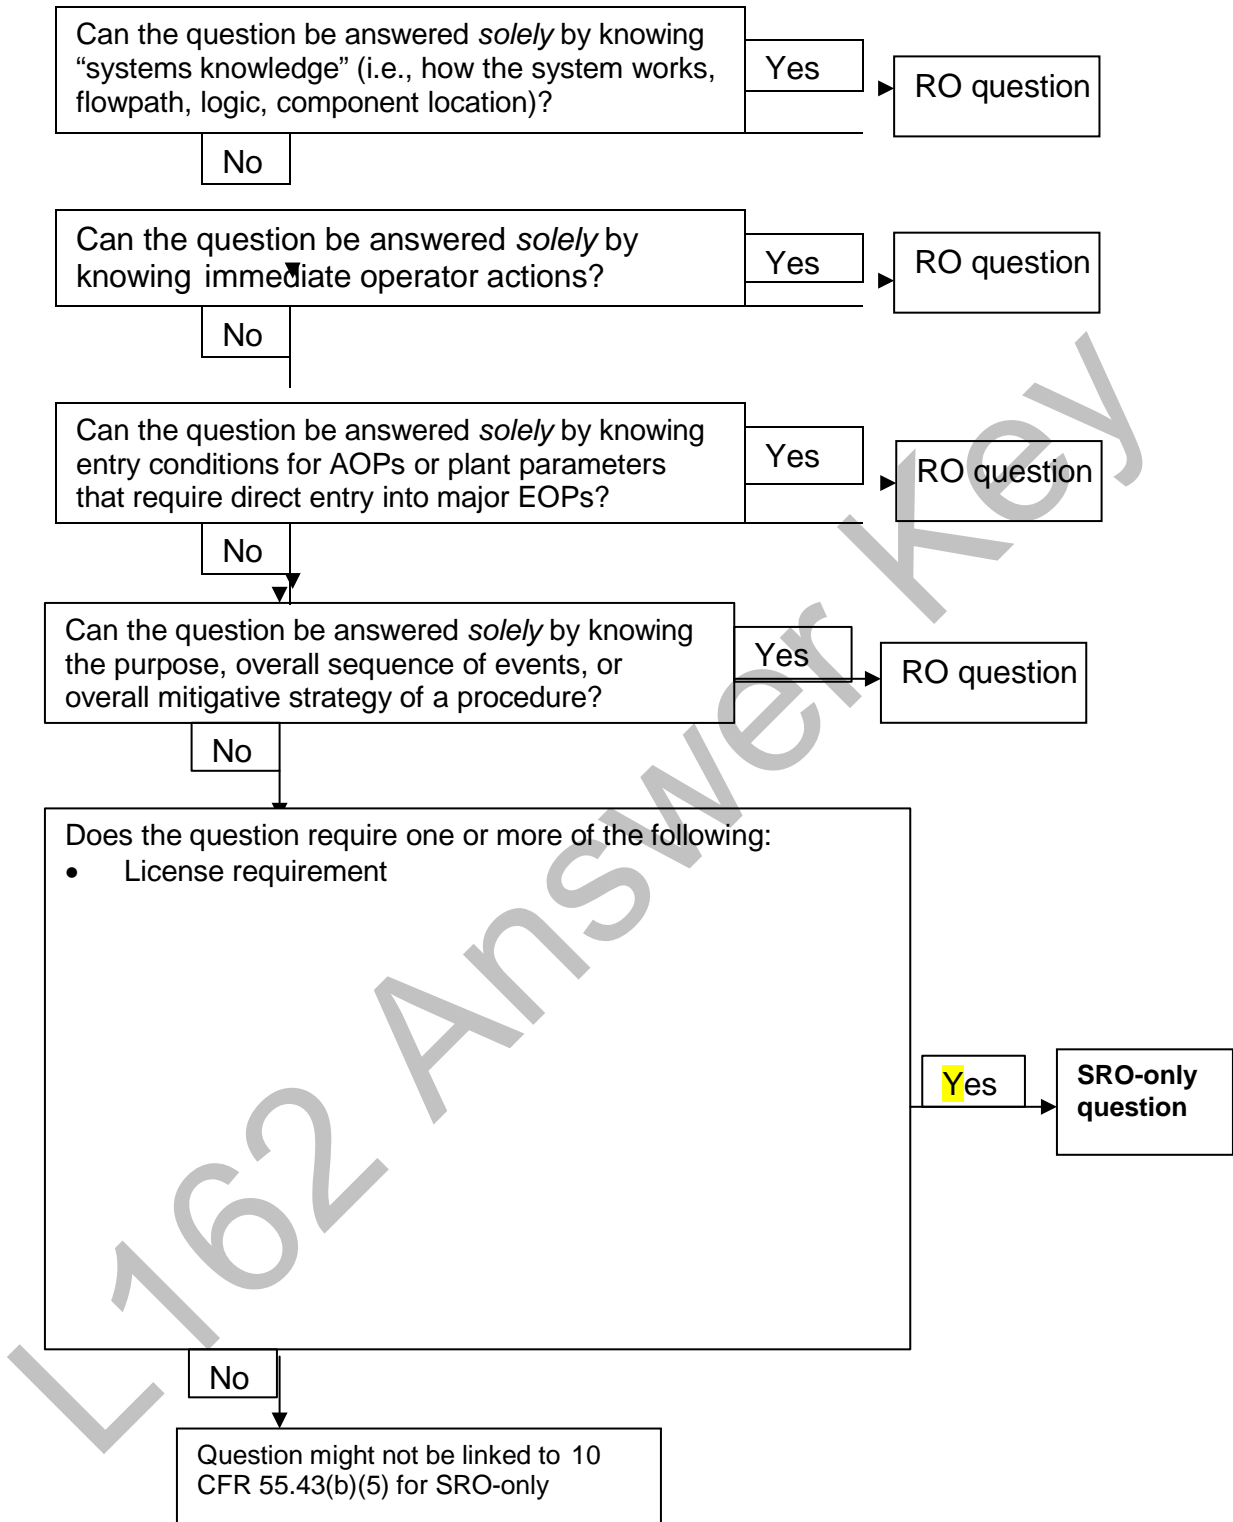 Can the question be answered solely by knowing
“systems knowledge” (i.e., how the system works,
flowpath, logic, component location)?
Yes
RO question
No
Can the question be answered solely by
knowing immediate operator actions?
Yes
RO question
No
Can the question be answered solely by knowing
entry conditions for AOPs or plant parameters
that require direct entry into major EOPs?
Yes
RO question
No
Can the question be answered solely by knowing
the purpose, overall sequence of events, or
overall mitigative strategy of a procedure?
Yes
RO question
No
Does the question require one or more of the following:
• License requirement
Yes
SRO-only
question
No
Question might not be linked to 10
CFR 55.43(b)(5) for SRO-only
L162 Answer Key